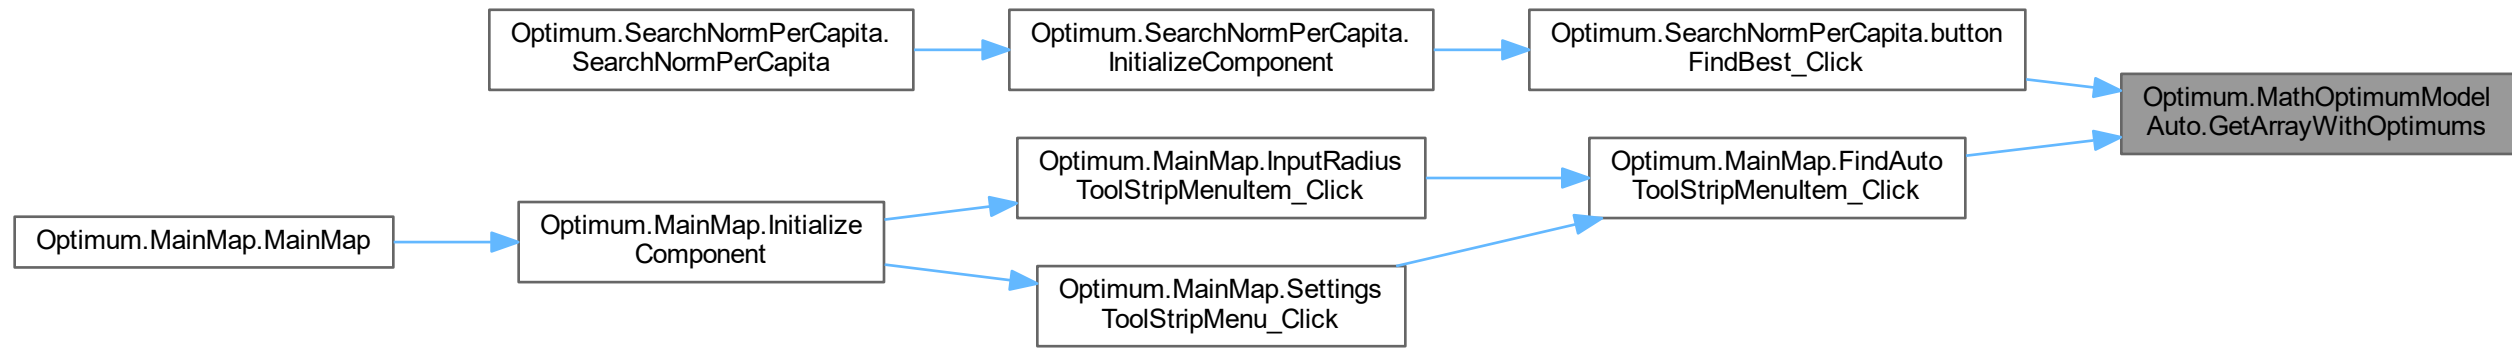 Optimum.SearchNormPerCapita.
SearchNormPerCapita
Optimum.SearchNormPerCapita.
InitializeComponent
Optimum.SearchNormPerCapita.button
FindBest_Click
Optimum.MathOptimumModel
Auto.GetArrayWithOptimums
Optimum.MainMap.InputRadius
ToolStripMenuItem_Click
Optimum.MainMap.FindAuto
ToolStripMenuItem_Click
Optimum.MainMap.MainMap
Optimum.MainMap.Initialize
Component
Optimum.MainMap.Settings
ToolStripMenu_Click